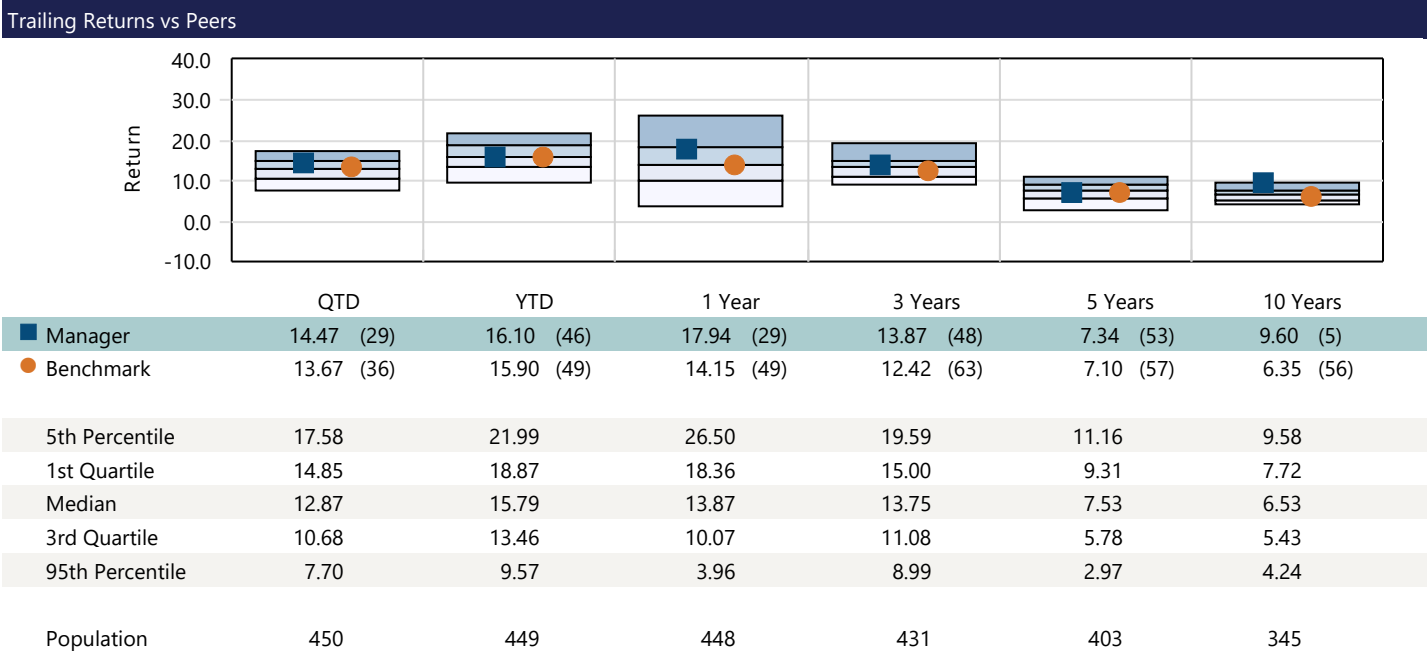 Trailing Returns vs Peers
40.0
30.0
20.0
10.0
0.0
-10.0
Return
QTD YTD 1 Year 3 Years 5 Years 10 Years
Manager 14.47 (29) 16.10 (46) 17.94 (29) 13.87 (48) 7.34 (53) 9.60 (5)
Benchmark 13.67 (36) 15.90 (49) 14.15 (49) 12.42 (63) 7.10 (57) 6.35 (56)
5th Percentile 17.58 21.99 26.50 19.59 11.16 9.58
1st Quartile 14.85 18.87 18.36 15.00 9.31 7.72
Median 12.87 15.79 13.87 13.75 7.53 6.53
3rd Quartile 10.68 13.46 10.07 11.08 5.78 5.43
95th Percentile 7.70 9.57 3.96 8.99 2.97 4.24
Population 450 449 448 431 403 345